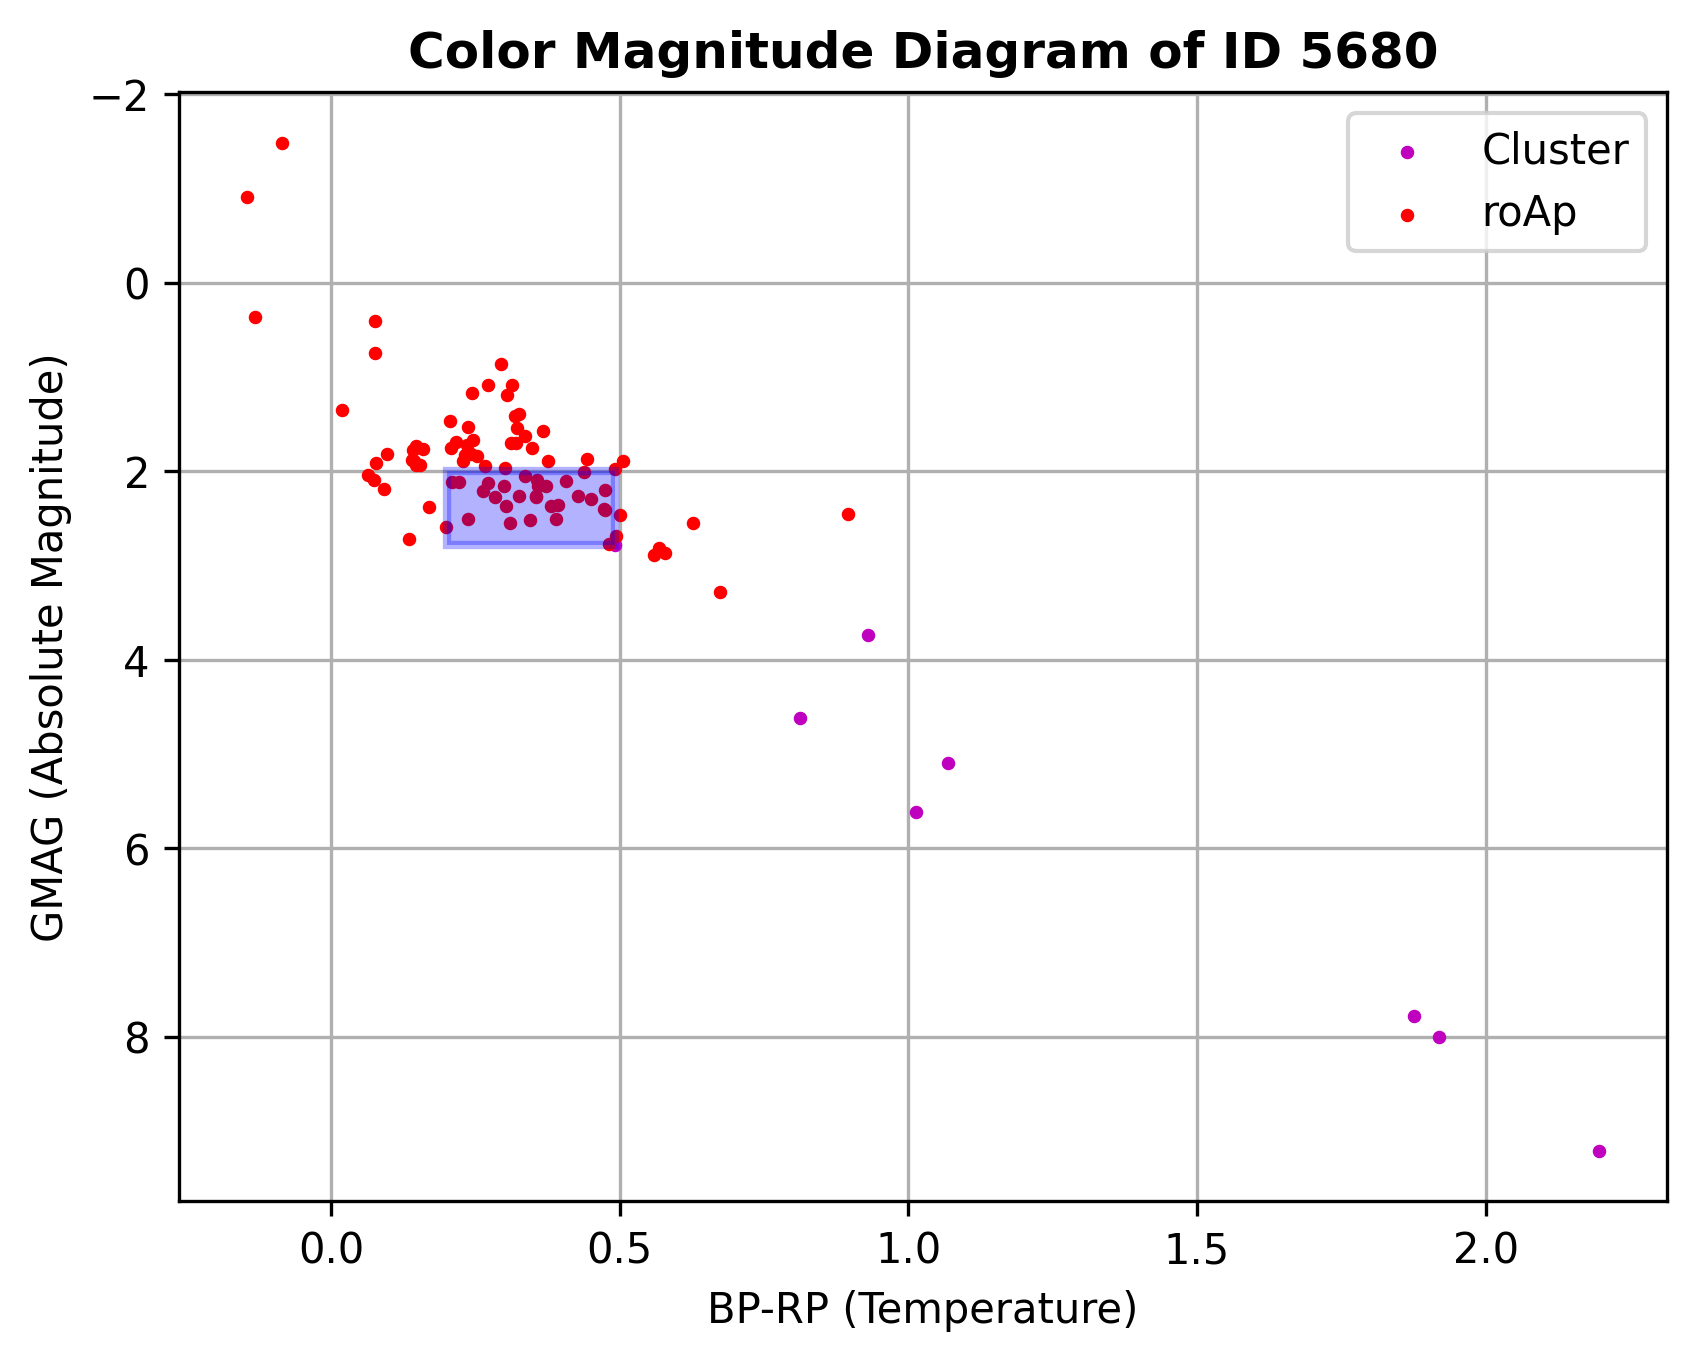 Color Magnitude Diagram of ID 5680
Cluster
roAp
GMAG (Absolute Magnitude)
−2
0
2
4
6
8
0.0 0.5 1.0 1.5 2.0
BP-RP (Temperature)